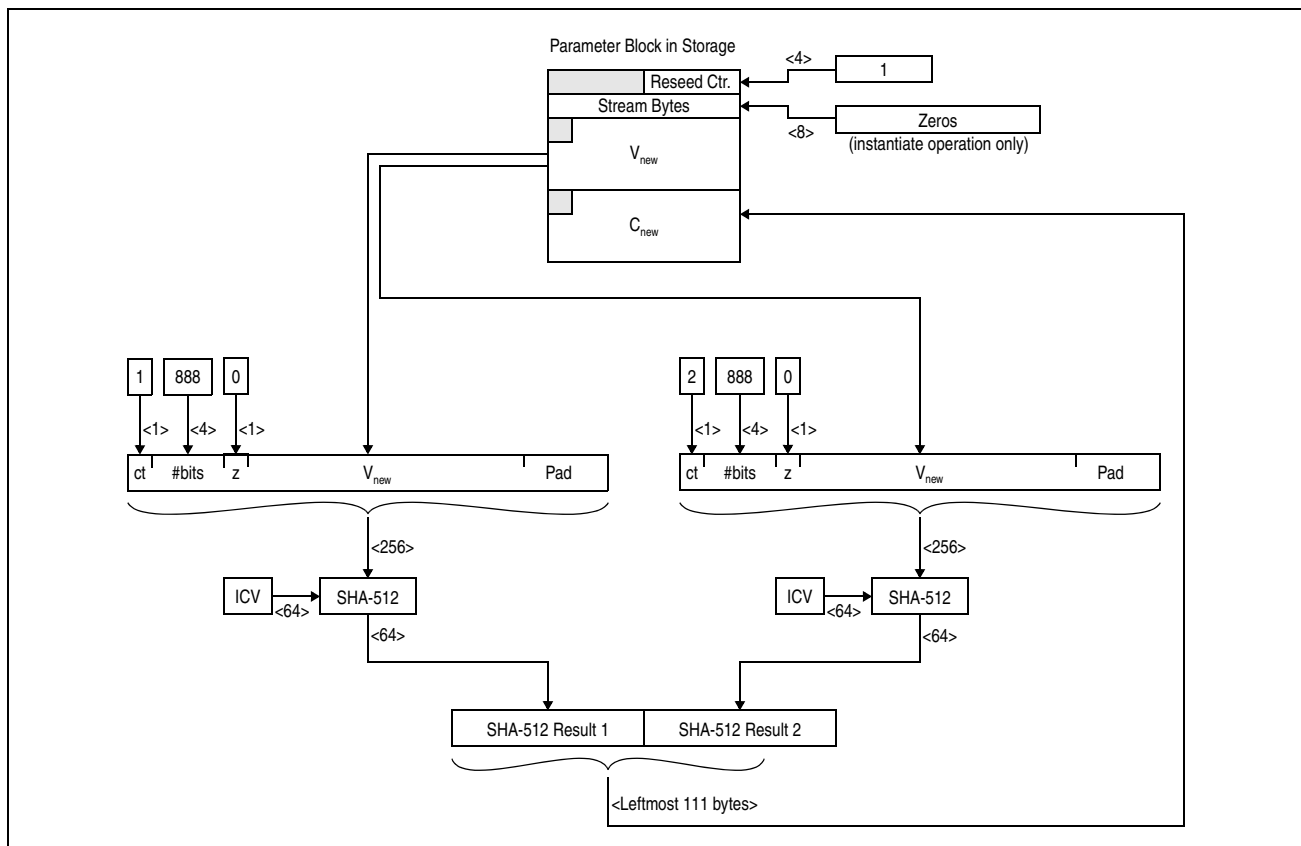 Parameter Block in Storage
<4>
1
Reseed Ctr.
Stream Bytes
<8>
Zeros
(instantiate operation only)
Vnew
Cnew
1 888 0
<1> <4> <1>
ct #bits z Vnew Pad
2 888 0
<1> <4> <1>
ct #bits z Vnew Pad
<256>
<256>
ICV
<64>
SHA-512
ICV
<64>
SHA-512
<64>
<64>
SHA-512 Result 1
SHA-512 Result 2
<Leftmost 111 bytes>